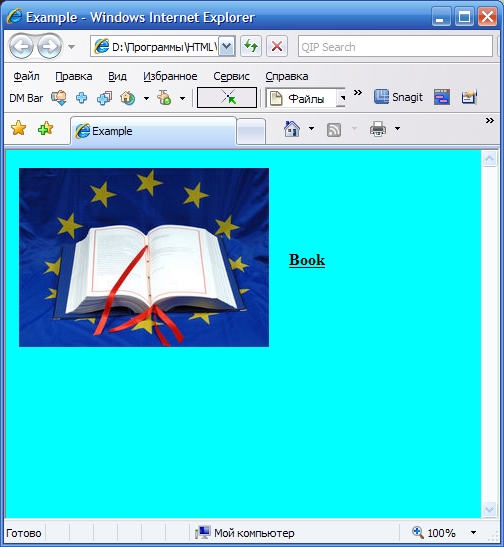 Example - Windows Internet Explorer
D:\Программы\HTML\
QIP Search
Файл Правка Вид Избранное Сервис Справка
DM Bar Файлы » Snagit »
Example »
Book
Готово Мой компьютер 100%